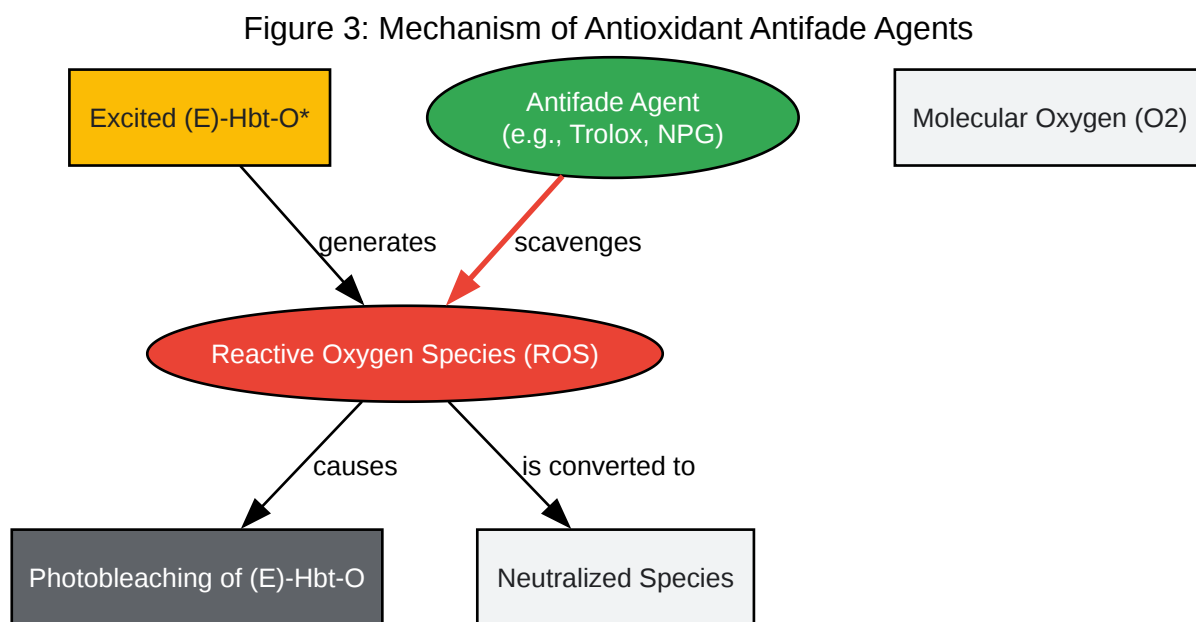 Figure 3: Mechanism of Antioxidant Antifade Agents
Excited (E)-Hbt-O*
Antifade Agent
(e.g., Trolox, NPG)
Molecular Oxygen (O2)
generates
scavenges
Reactive Oxygen Species (ROS)
causes
is converted to
Photobleaching of (E)-Hbt-O
Neutralized Species